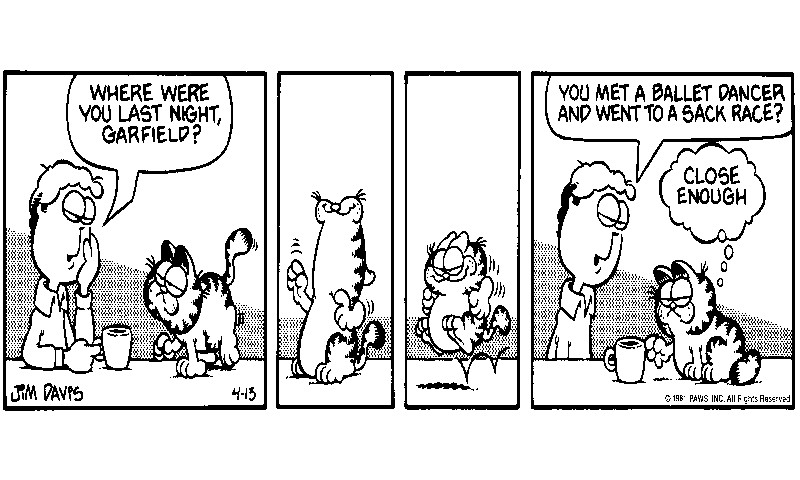 WHERE WERE
YOU LAST NIGHT,
GARFIELD?
JIM DAVIS
4-13
YOU MET A BALLET DANCER
AND WENT TO A SACK RACE?
CLOSE
ENOUGH
© 1981 PAWS, INC. All Rights Reserved